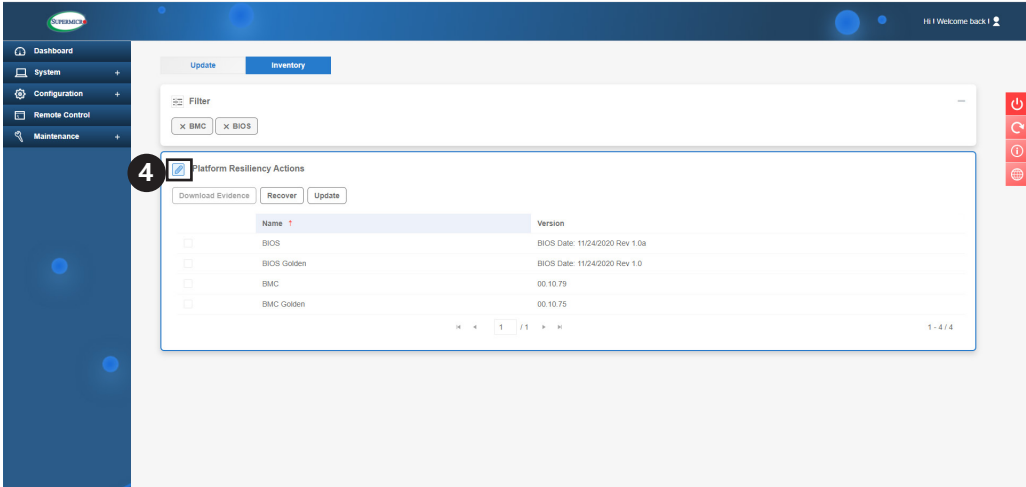 SUPERMICR
Hi ! Welcome back !
Dashboard
System +
Configuration +
Remote Control
Maintenance +
Update Inventory
Filter
× BMC × BIOS
4 Platform Resiliency Actions
Download Evidence Recover Update
Name ↑ Version
BIOS BIOS Date: 11/24/2020 Rev 1.0a
BIOS Golden BIOS Date: 11/24/2020 Rev 1.0
BMC 00.10.79
BMC Golden 00.10.75
1 / 1
1 - 4 / 4